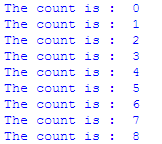 The count is :  0
The count is :  1
The count is :  2
The count is :  3
The count is :  4
The count is :  5
The count is :  6
The count is :  7
The count is :  8